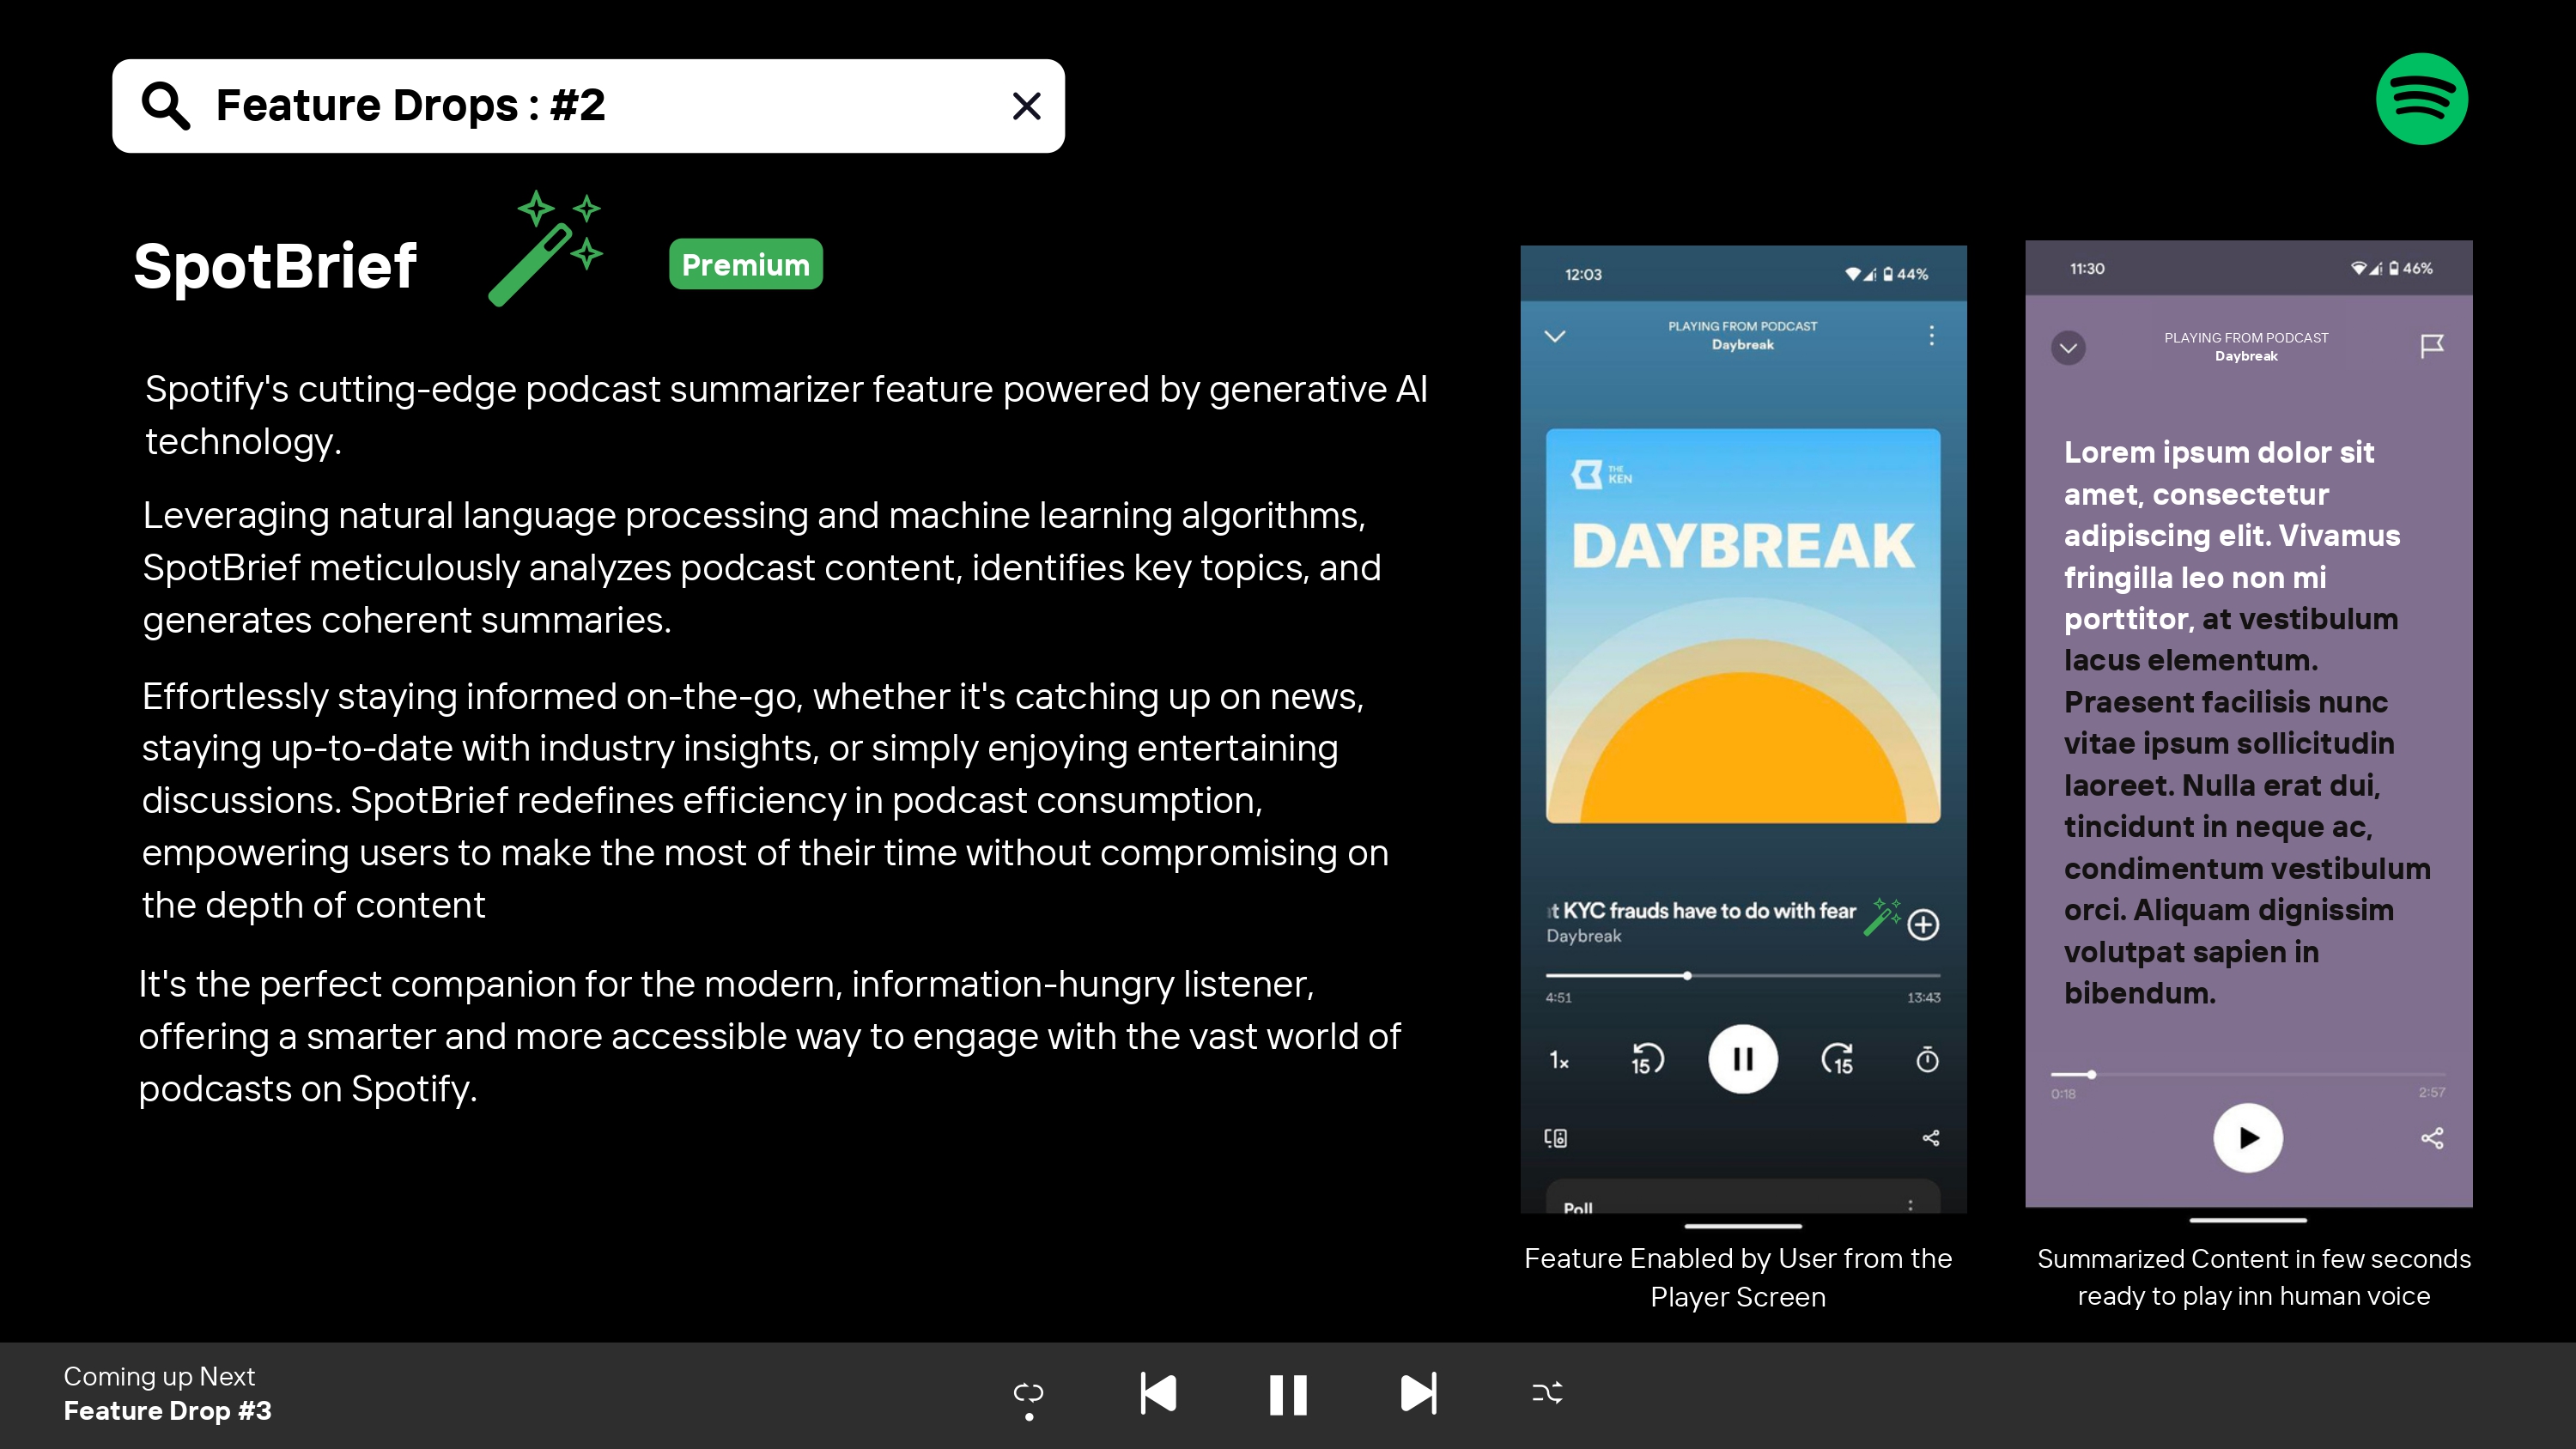 Feature Drops : #2
SpotBrief
Premium
Spotify's cutting-edge podcast summarizer feature powered by generative AI
technology.
Leveraging natural language processing and machine learning algorithms,
SpotBrief meticulously analyzes podcast content, identifies key topics, and
generates coherent summaries.
Effortlessly staying informed on-the-go, whether it's catching up on news,
staying up-to-date with industry insights, or simply enjoying entertaining
discussions. SpotBrief redefines efficiency in podcast consumption,
empowering users to make the most of their time without compromising on
the depth of content
It's the perfect companion for the modern, information-hungry listener,
offering a smarter and more accessible way to engage with the vast world of
podcasts on Spotify.
12:03
44%
PLAYING FROM PODCAST
Daybreak
THE
KEN
DAYBREAK
t KYC frauds have to do with fear
Daybreak
4:51
13:43
1x
15
15
Poll
Feature Enabled by User from the
Player Screen
11:30
46%
PLAYING FROM PODCAST
Daybreak
Lorem ipsum dolor sit
amet, consectetur
adipiscing elit. Vivamus
fringilla leo non mi
porttitor, at vestibulum
lacus elementum.
Praesent facilisis nunc
vitae ipsum sollicitudin
laoreet. Nulla erat dui,
tincidunt in neque ac,
condimentum vestibulum
orci. Aliquam dignissim
volutpat sapien in
bibendum.
0:18
2:57
Summarized Content in few seconds
ready to play inn human voice
Coming up Next
Feature Drop #3